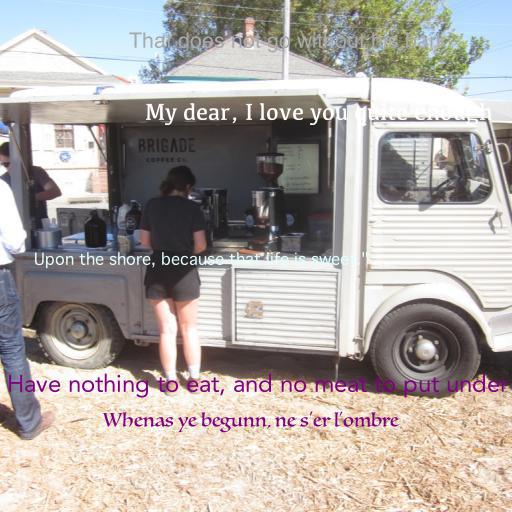 That does not go without his
My dear, I love you quite enough
BRIGADE
COFFEE CO.
Upon the shore, because that life is sweet."
Have nothing to eat, and no meat to put under
Whenas ye begunn, ne s'er l'ombre